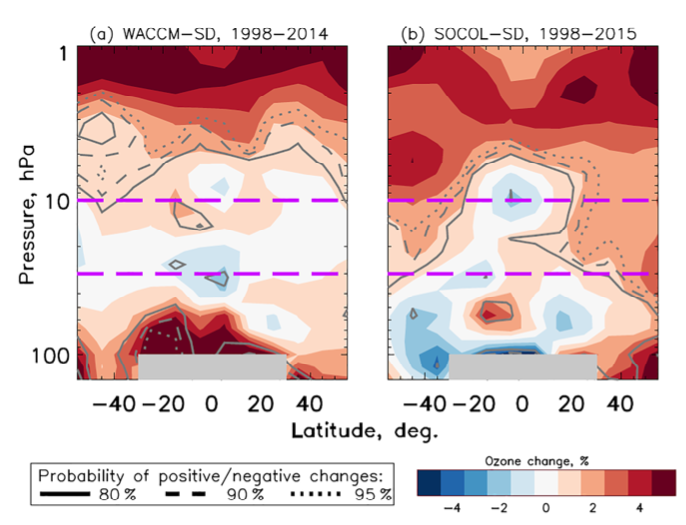 (a) WACCM−SD, 1998−2014
(b) SOCOL−SD, 1998−2015
Pressure, hPa
1
10
100
−40 −20 0 20 40
−40 −20 0 20 40
Latitude, deg.
Probability of positive/negative changes:
80% 90% 95%
Ozone change, %
−4 −2 0 2 4